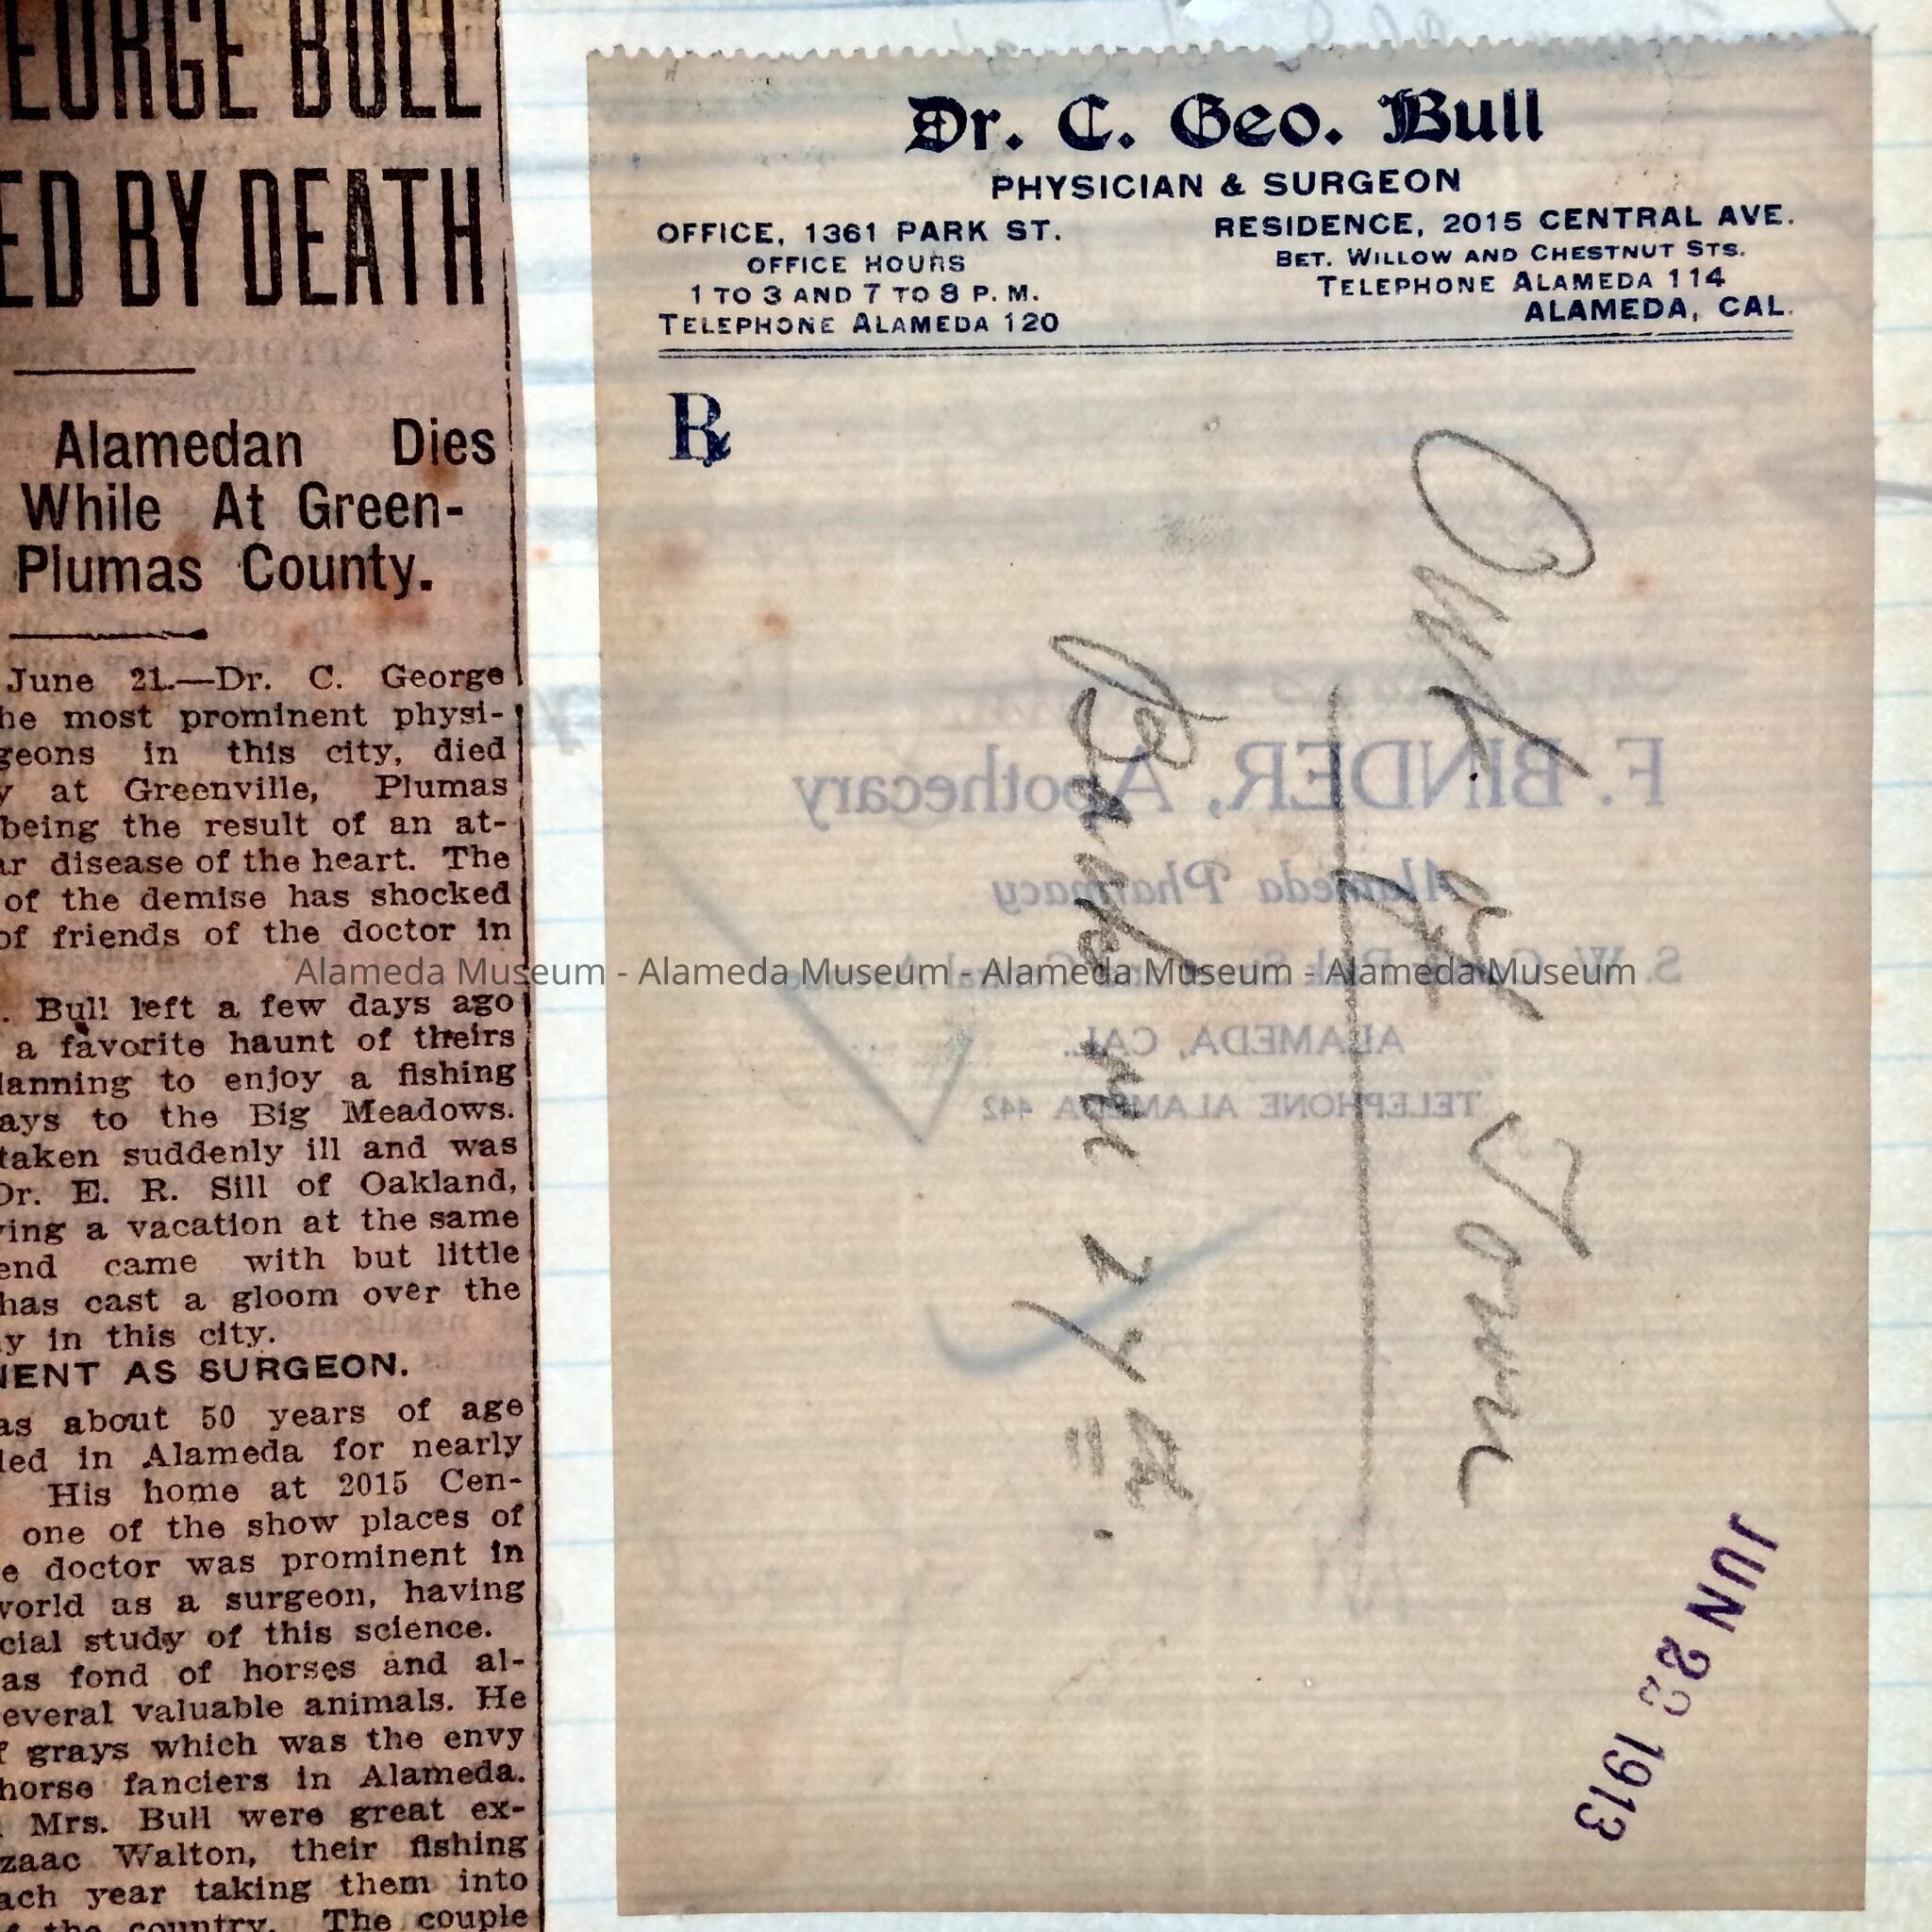 EORGE BULL
ED BY DEATH
Alamedan Dies
While At Green-
Plumas County.
June 21.—Dr. C. George
he most prominent physi-
geons in this city, died
y at Greenville, Plumas
being the result of an at-
ar disease of the heart. The
of the demise has shocked
of friends of the doctor in
. Bull left a few days ago
a favorite haunt of theirs
lanning to enjoy a fishing
ays to the Big Meadows.
taken suddenly ill and was
Dr. E. R. Sill of Oakland,
ving a vacation at the same
end came with but little
has cast a gloom over the
ly in this city.
NENT AS SURGEON.
as about 50 years of age
led in Alameda for nearly
His home at 2015 Cen-
one of the show places of
e doctor was prominent in
world as a surgeon, having
cial study of this science.
as fond of horses and al-
everal valuable animals. He
f grays which was the envy
horse fanciers in Alameda.
Mrs. Bull were great ex-
zaac Walton, their fishing
ach year taking them into
f the country. The couple
Dr. C. Geo. Bull
PHYSICIAN & SURGEON
OFFICE, 1361 PARK ST.
OFFICE HOURS
1 TO 3 AND 7 TO 8 P. M.
TELEPHONE ALAMEDA 120
RESIDENCE, 2015 CENTRAL AVE.
BET. WILLOW AND CHESTNUT STS.
TELEPHONE ALAMEDA 114
ALAMEDA, CAL.
℞
Out of Town
Back on 24th
F. BINDER, Apothecary
Alameda Pharmacy
ALAMEDA, CAL.
TELEPHONE ALAMEDA 442
JUN 22 1913
Alameda Museum - Alameda Museum - Alameda Museum - Alameda Museum